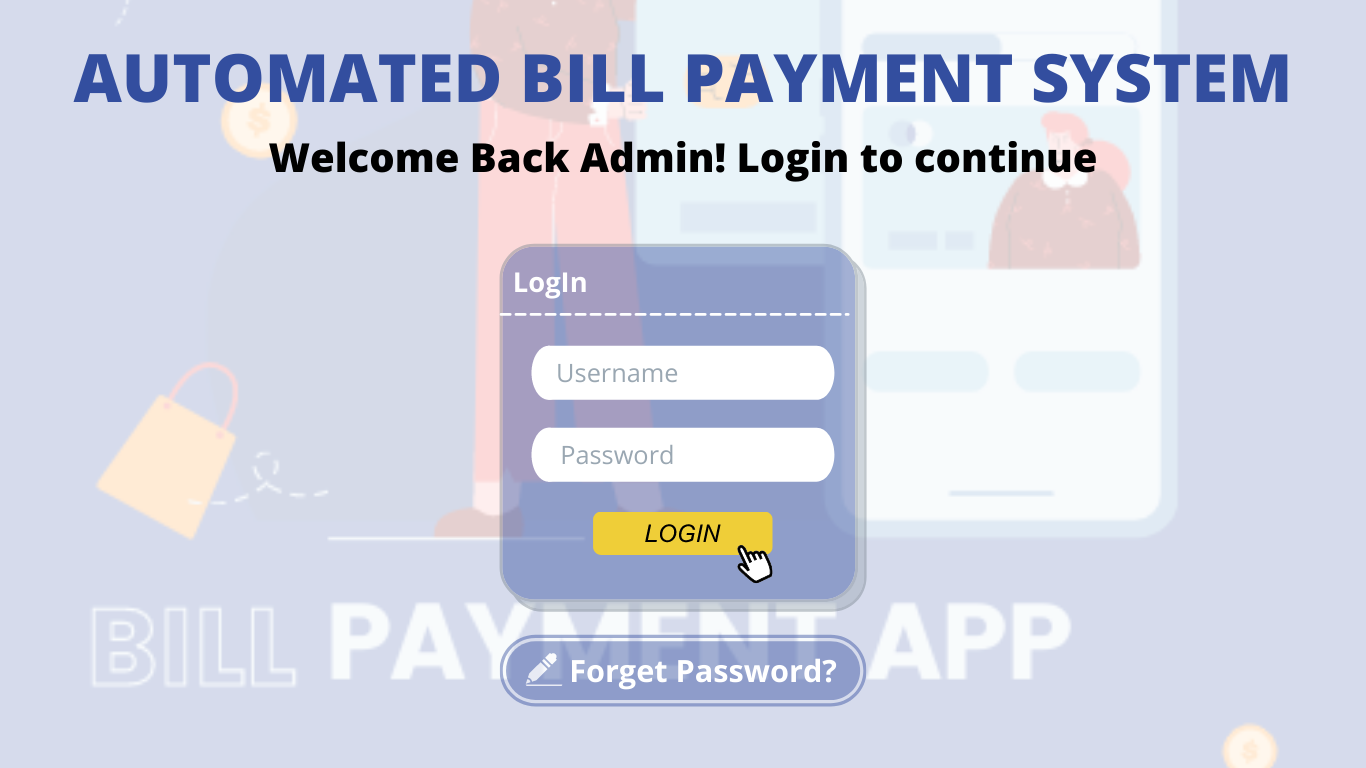 AUTOMATED BILL PAYMENT SYSTEM
Welcome Back Admin! Login to continue
LogIn
Username
Password
LOGIN
BILL PAYMENT APP
Forget Password?